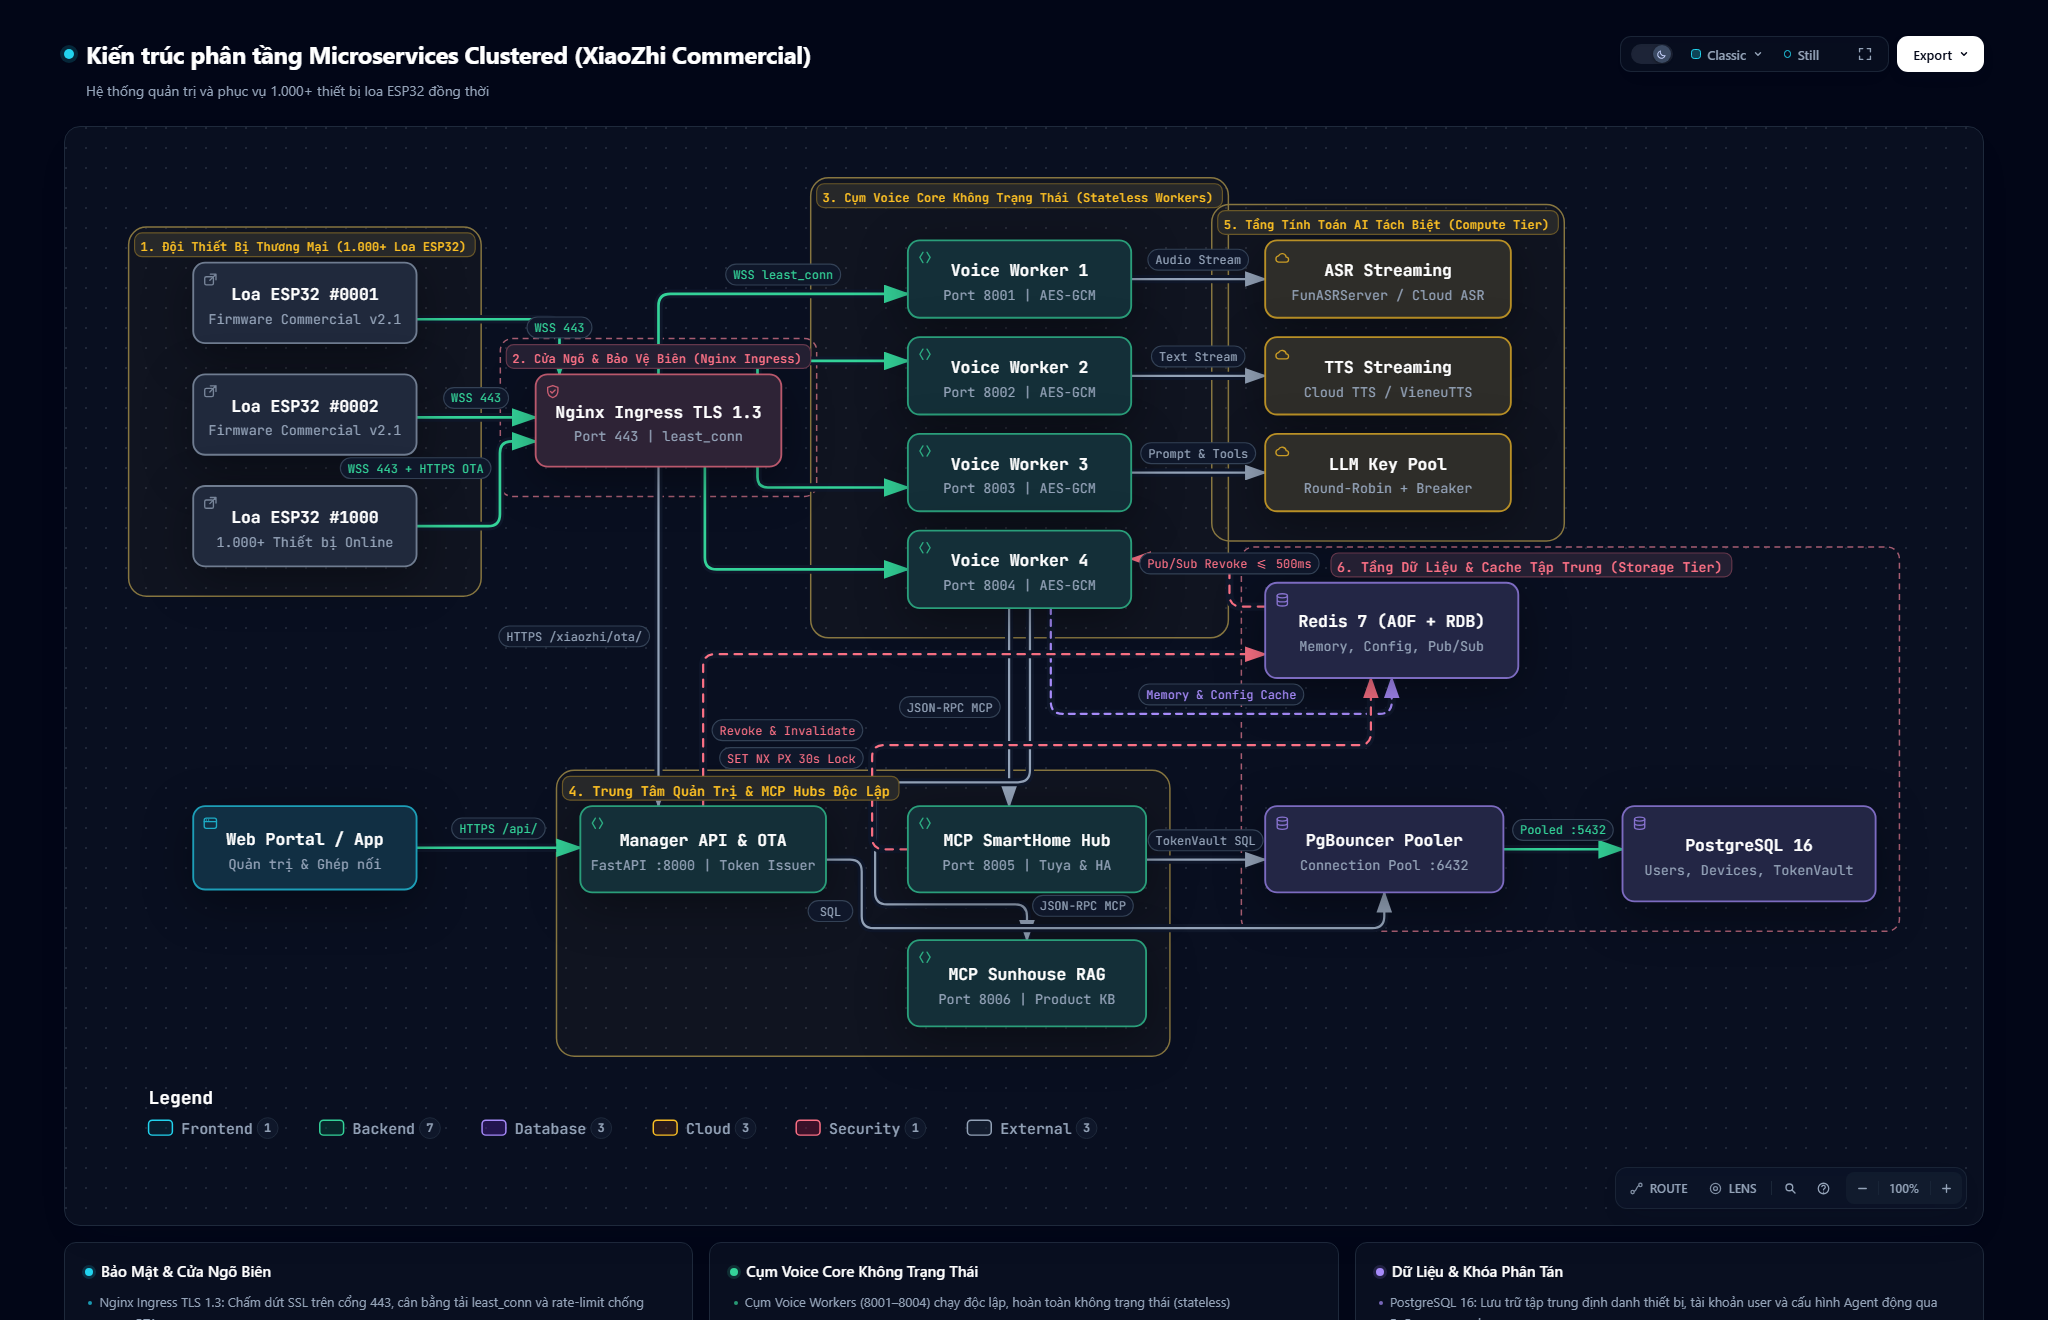 Kiến trúc phân tầng Microservices Clustered (XiaoZhi Commercial)
Hệ thống quản trị và phục vụ 1.000+ thiết bị loa ESP32 đồng thời
Classic
Still
Export
1. Đội Thiết Bị Thương Mại (1.000+ Loa ESP32)
Loa ESP32 #0001
Firmware Commercial v2.1
Loa ESP32 #0002
Firmware Commercial v2.1
Loa ESP32 #1000
1.000+ Thiết bị Online
WSS 443
WSS 443
WSS 443 + HTTPS OTA
2. Cửa Ngõ & Bảo Vệ Biên (Nginx Ingress)
Nginx Ingress TLS 1.3
Port 443 | least_conn
WSS least_conn
3. Cụm Voice Core Không Trạng Thái (Stateless Workers)
Voice Worker 1
Port 8001 | AES-GCM
Voice Worker 2
Port 8002 | AES-GCM
Voice Worker 3
Port 8003 | AES-GCM
Voice Worker 4
Port 8004 | AES-GCM
Audio Stream
Text Stream
Prompt & Tools
5. Tầng Tính Toán AI Tách Biệt (Compute Tier)
ASR Streaming
FunASRServer / Cloud ASR
TTS Streaming
Cloud TTS / VieneuTTS
LLM Key Pool
Round-Robin + Breaker
Pub/Sub Revoke ≤ 500ms
6. Tầng Dữ Liệu & Cache Tập Trung (Storage Tier)
Redis 7 (AOF + RDB)
Memory, Config, Pub/Sub
HTTPS /xiaozhi/ota/
Memory & Config Cache
JSON-RPC MCP
Revoke & Invalidate
SET NX PX 30s Lock
4. Trung Tâm Quản Trị & MCP Hubs Độc Lập
Web Portal / App
Quản trị & Ghép nối
HTTPS /api/
Manager API & OTA
FastAPI :8000 | Token Issuer
MCP SmartHome Hub
Port 8005 | Tuya & HA
TokenVault SQL
PgBouncer Pooler
Connection Pool :6432
Pooled :5432
PostgreSQL 16
Users, Devices, TokenVault
SQL
JSON-RPC MCP
MCP Sunhouse RAG
Port 8006 | Product KB
Legend
Frontend 1
Backend 7
Database 3
Cloud 3
Security 1
External 3
ROUTE
LENS
100%
Bảo Mật & Cửa Ngõ Biên
• Nginx Ingress TLS 1.3: Chấm dứt SSL trên cổng 443, cân bằng tải least_conn và rate-limit chống
Cụm Voice Core Không Trạng Thái
• Cụm Voice Workers (8001–8004) chạy độc lập, hoàn toàn không trạng thái (stateless)
Dữ Liệu & Khóa Phân Tán
• PostgreSQL 16: Lưu trữ tập trung định danh thiết bị, tài khoản user và cấu hình Agent động qua